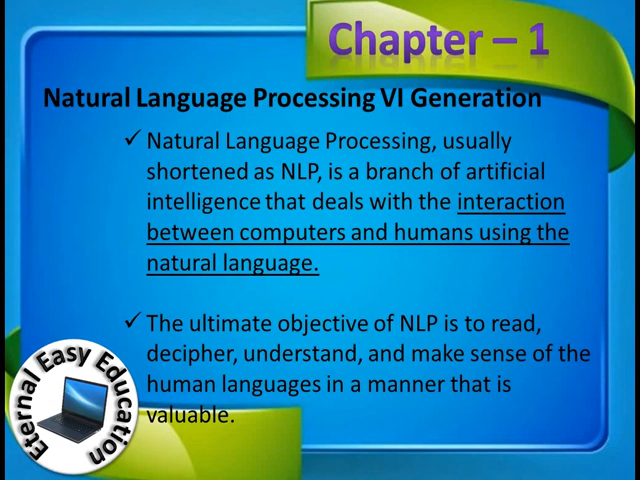 Chapter – 1
Natural Language Processing VI Generation
✓ Natural Language Processing, usually
shortened as NLP, is a branch of artificial
intelligence that deals with the interaction
between computers and humans using the
natural language.
✓ The ultimate objective of NLP is to read,
decipher, understand, and make sense of the
human languages in a manner that is
valuable.
Eternal Easy Education